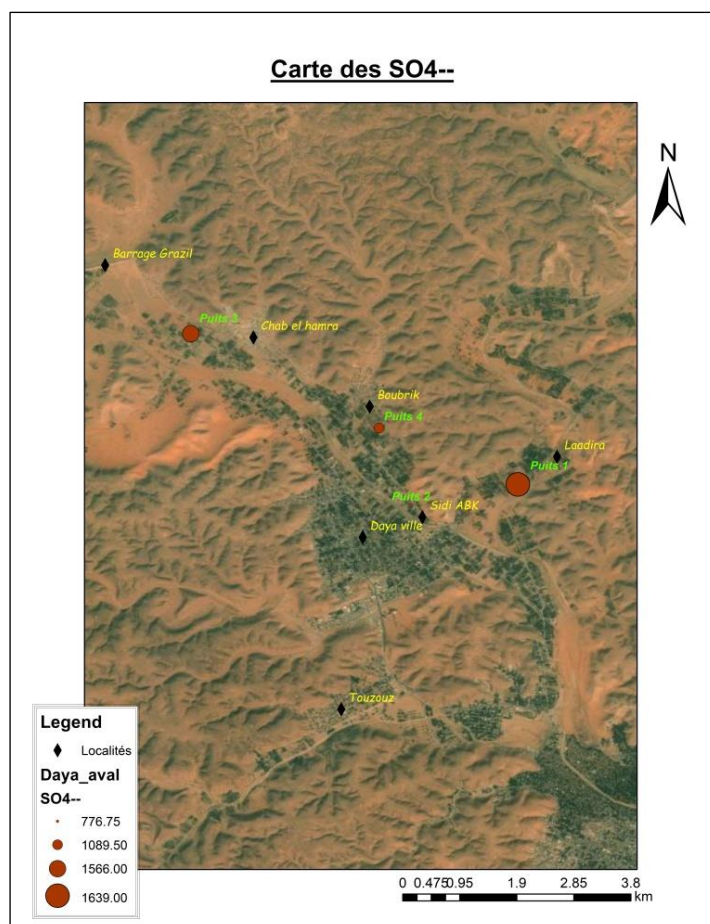 Carte des SO4--
N
Barrage Grazil
Puits 3
Chab el hamra
Boubrik
Puits 4
Laadira
Puits 1
Puits 2
Sidi ABK
Daya ville
Touzouz
Legend
Localités
Daya_aval
SO4--
776.75
1089.50
1566.00
1639.00
0 0.475 0.95 1.9 2.85 3.8
km